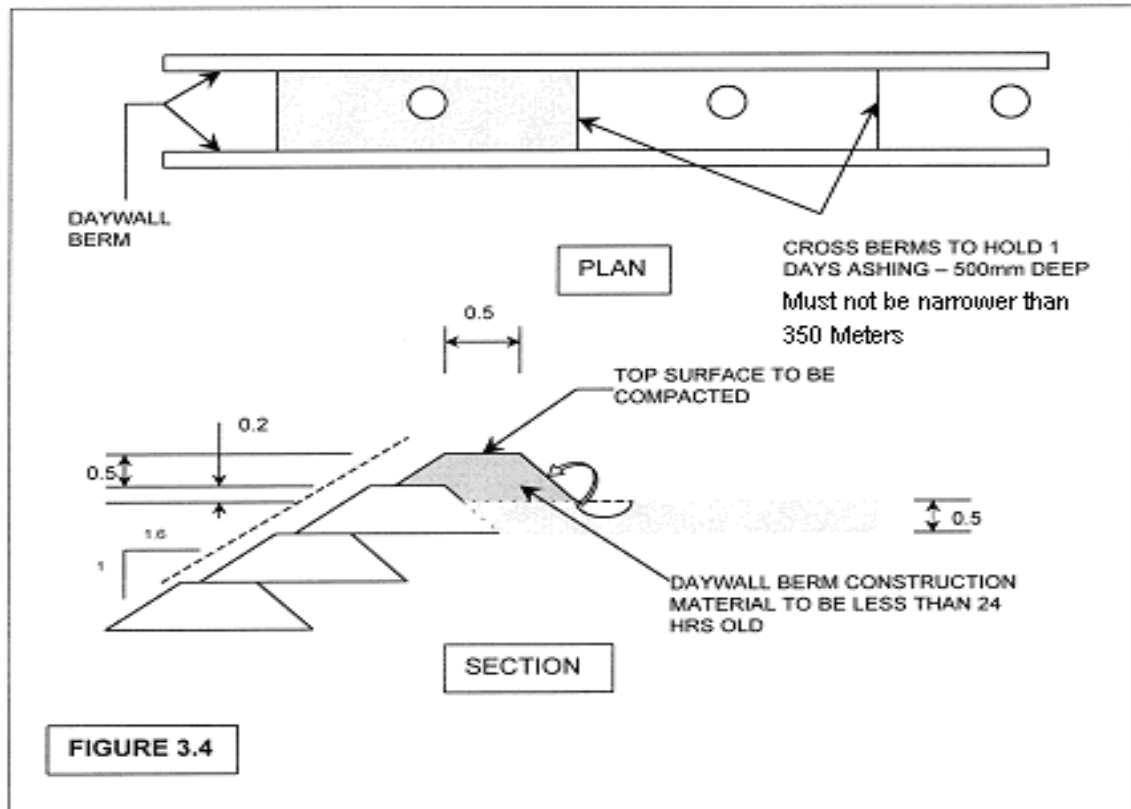 DAYWALL
BERM
PLAN
CROSS BERMS TO HOLD 1
DAYS ASHING – 500mm DEEP
Must not be narrower than
350 Meters
0.5
TOP SURFACE TO BE
COMPACTED
0.2
0.5
1.6
1
0.5
DAYWALL BERM CONSTRUCTION
MATERIAL TO BE LESS THAN 24
HRS OLD
SECTION
FIGURE 3.4